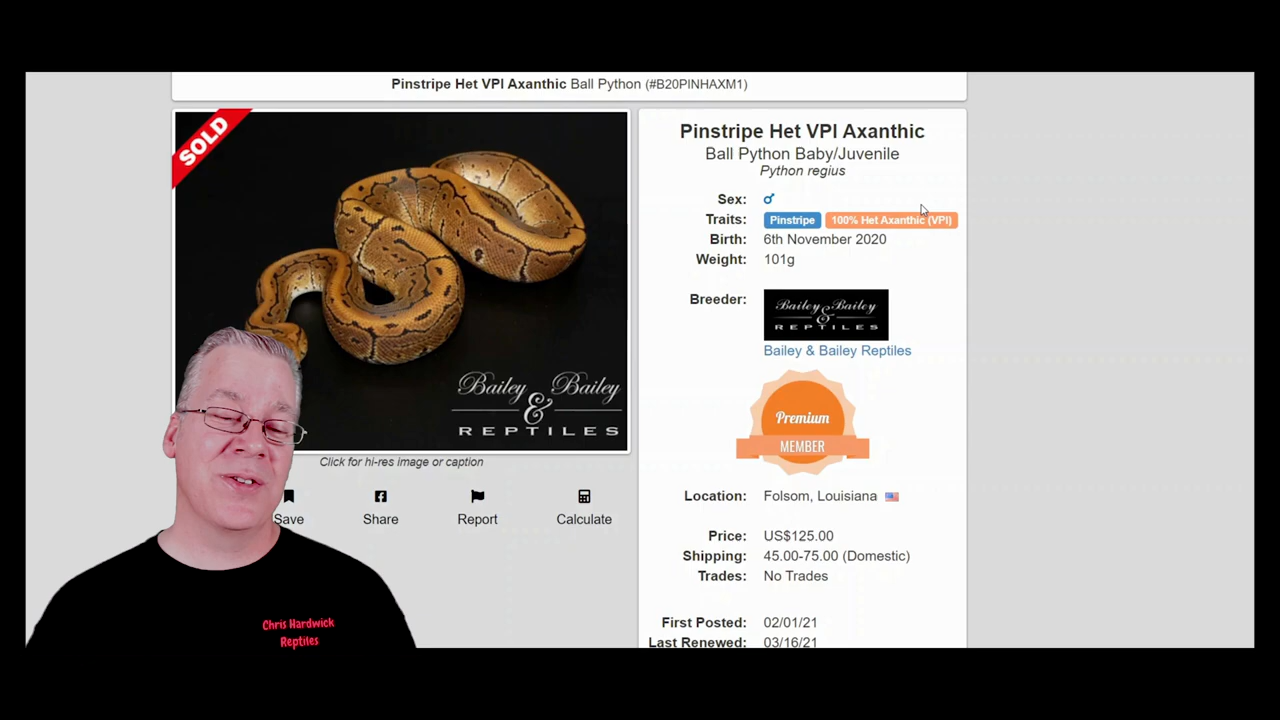 Pinstripe Het VPI Axanthic Ball Python (#B20PINHAXM1)
SOLD
Bailey & Bailey
REPTILES
Click for hi-res image or caption
Save Share Report Calculate
Pinstripe Het VPI Axanthic
Ball Python Baby/Juvenile
Python regius
Sex: ♂
Traits: Pinstripe 100% Het Axanthic (VPI)
Birth: 6th November 2020
Weight: 101g
Breeder: Bailey & Bailey
REPTILES
Bailey & Bailey Reptiles
Premium
MEMBER
Location: Folsom, Louisiana
Price: US$125.00
Shipping: 45.00-75.00 (Domestic)
Trades: No Trades
First Posted: 02/01/21
Last Renewed: 03/16/21
Chris Hardwick
Reptiles